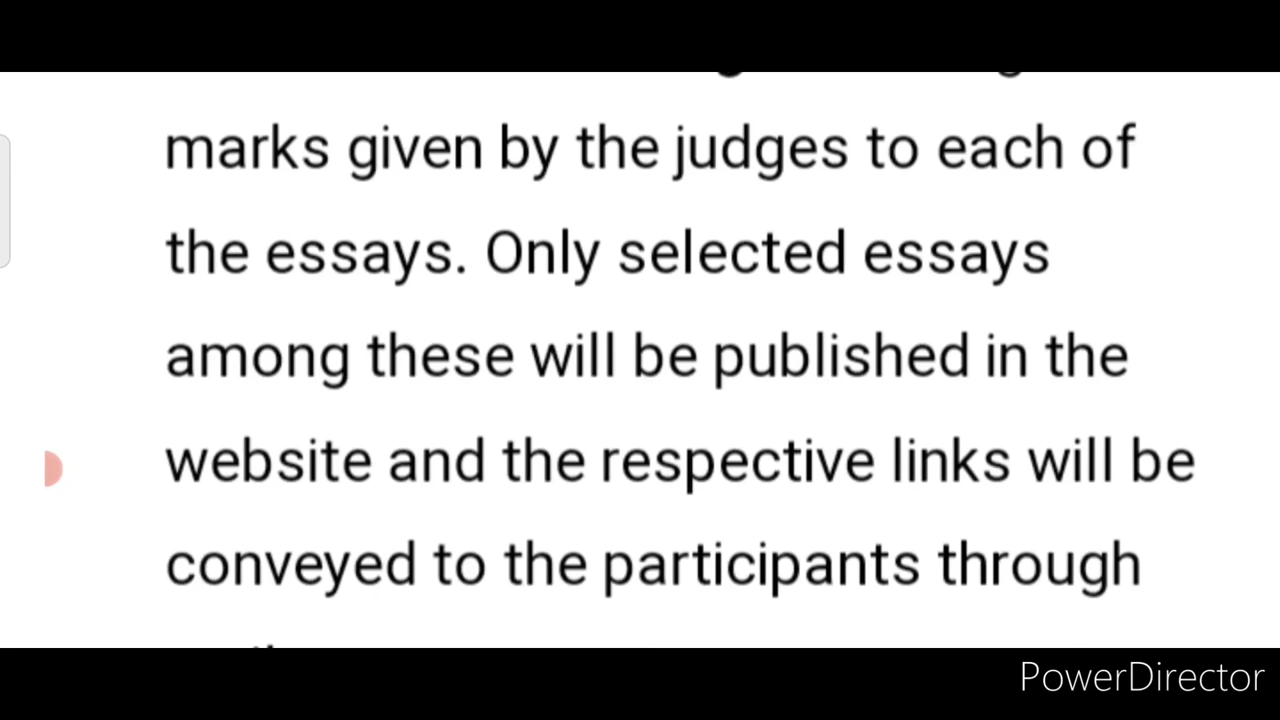 marks given by the judges to each of
the essays. Only selected essays
among these will be published in the
website and the respective links will be
conveyed to the participants through
PowerDirector